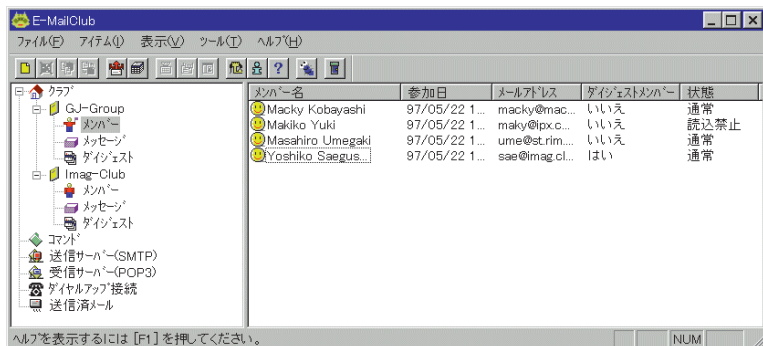 E-MailClub
ファイル(F) アイテム(I) 表示(V) ツール(T) ヘルプ(H)
クラブ
GJ-Group
メンバー
メッセージ
ダイジェスト
Imag-Club
メンバー
メッセージ
ダイジェスト
コマンド
送信サーバー(SMTP)
受信サーバー(POP3)
ダイヤルアップ接続
送信済メール
メンバー名 参加日 メールアドレス ダイジェストメンバー 状態
Macky Kobayashi 97/05/22 1... macky@mac... いいえ 通常
Makiko Yuki 97/05/22 1... maky@ipx.c... いいえ 読込禁止
Masahiro Umegaki 97/05/22 1... ume@st.rim.... いいえ 通常
Yoshiko Saegus... 97/05/22 1... sae@imag.cl... はい 通常
ヘルプを表示するには [F1] を押してください。 NUM